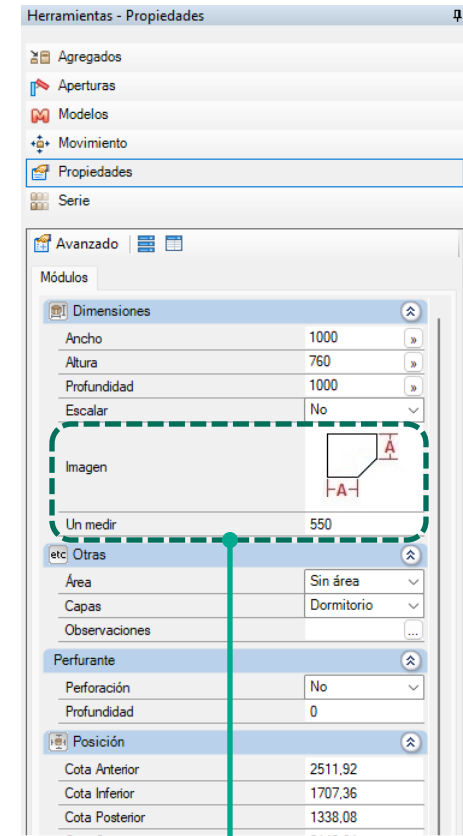 Herramientas - Propiedades
Agregados
Aperturas
Modelos
Movimiento
Propiedades
Serie
Avanzado
Módulos
Dimensiones
Ancho 1000 »
Altura 760 »
Profundidad 1000 »
Escalar No
Imagen A
A
Un medir 550
etc Otras
Área Sin área
Capas Dormitorio
Observaciones ...
Perfurante
Perforación No
Profundidad 0
Posición
Cota Anterior 2511,92
Cota Inferior 1707,36
Cota Posterior 1338,08